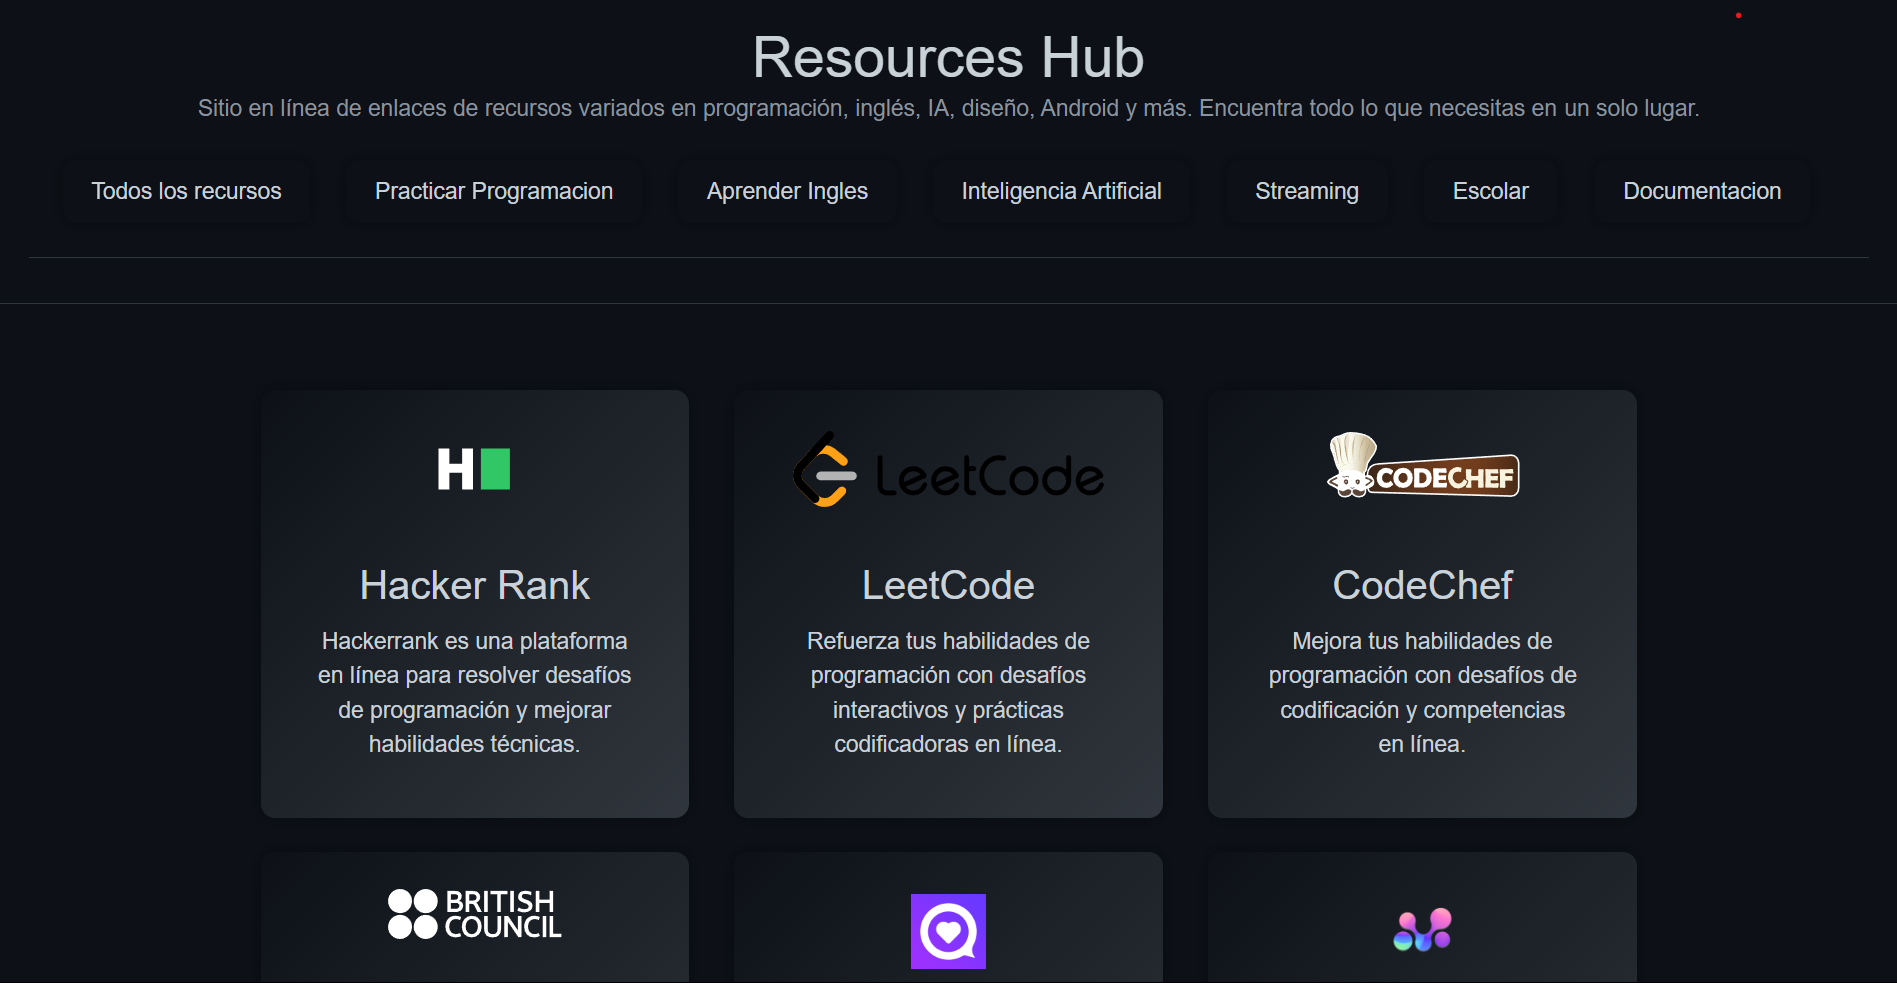 Resources Hub
Sitio en línea de enlaces de recursos variados en programación, inglés, IA, diseño, Android y más. Encuentra todo lo que necesitas en un solo lugar.
Todos los recursos
Practicar Programacion
Aprender Ingles
Inteligencia Artificial
Streaming
Escolar
Documentacion
H
LeetCode
CODECHEF
Hacker Rank
LeetCode
CodeChef
Hackerrank es una plataforma
en línea para resolver desafíos
de programación y mejorar
habilidades técnicas.
Refuerza tus habilidades de
programación con desafíos
interactivos y prácticas
codificadoras en línea.
Mejora tus habilidades de
programación con desafíos de
codificación y competencias
en línea.
BRITISH
COUNCIL